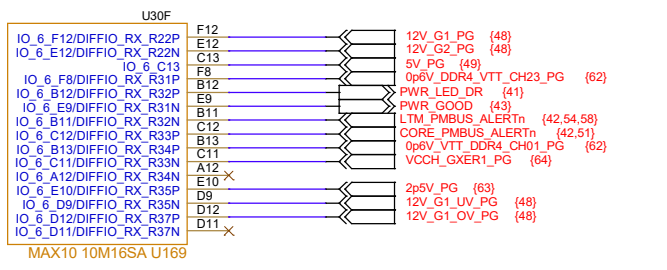 U30F
IO_6_F12/DIFFIO_RX_R22P F12 12V_G1_PG {48}
IO_6_E12/DIFFIO_RX_R22N E12 12V_G2_PG {48}
IO_6_C13 C13 5V_PG {49}
IO_6_F8/DIFFIO_RX_R31P F8 0p6V_DDR4_VTT_CH23_PG {62}
IO_6_B12/DIFFIO_RX_R32P B12 PWR_LED_DR {41}
IO_6_E9/DIFFIO_RX_R31N E9 PWR_GOOD {43}
IO_6_B11/DIFFIO_RX_R32N B11 LTM_PMBUS_ALERTn {42,54,58}
IO_6_C12/DIFFIO_RX_R33P C12 CORE_PMBUS_ALERTn {42,51}
IO_6_B13/DIFFIO_RX_R34P B13 0p6V_VTT_DDR4_CH01_PG {62}
IO_6_C11/DIFFIO_RX_R33N C11 VCCH_GXER1_PG {64}
IO_6_A12/DIFFIO_RX_R34N A12
IO_6_E10/DIFFIO_RX_R35P E10 2p5V_PG {63}
IO_6_D9/DIFFIO_RX_R35N D9 12V_G1_UV_PG {48}
IO_6_D12/DIFFIO_RX_R37P D12 12V_G1_OV_PG {48}
IO_6_D11/DIFFIO_RX_R37N D11
MAX10 10M16SA U169